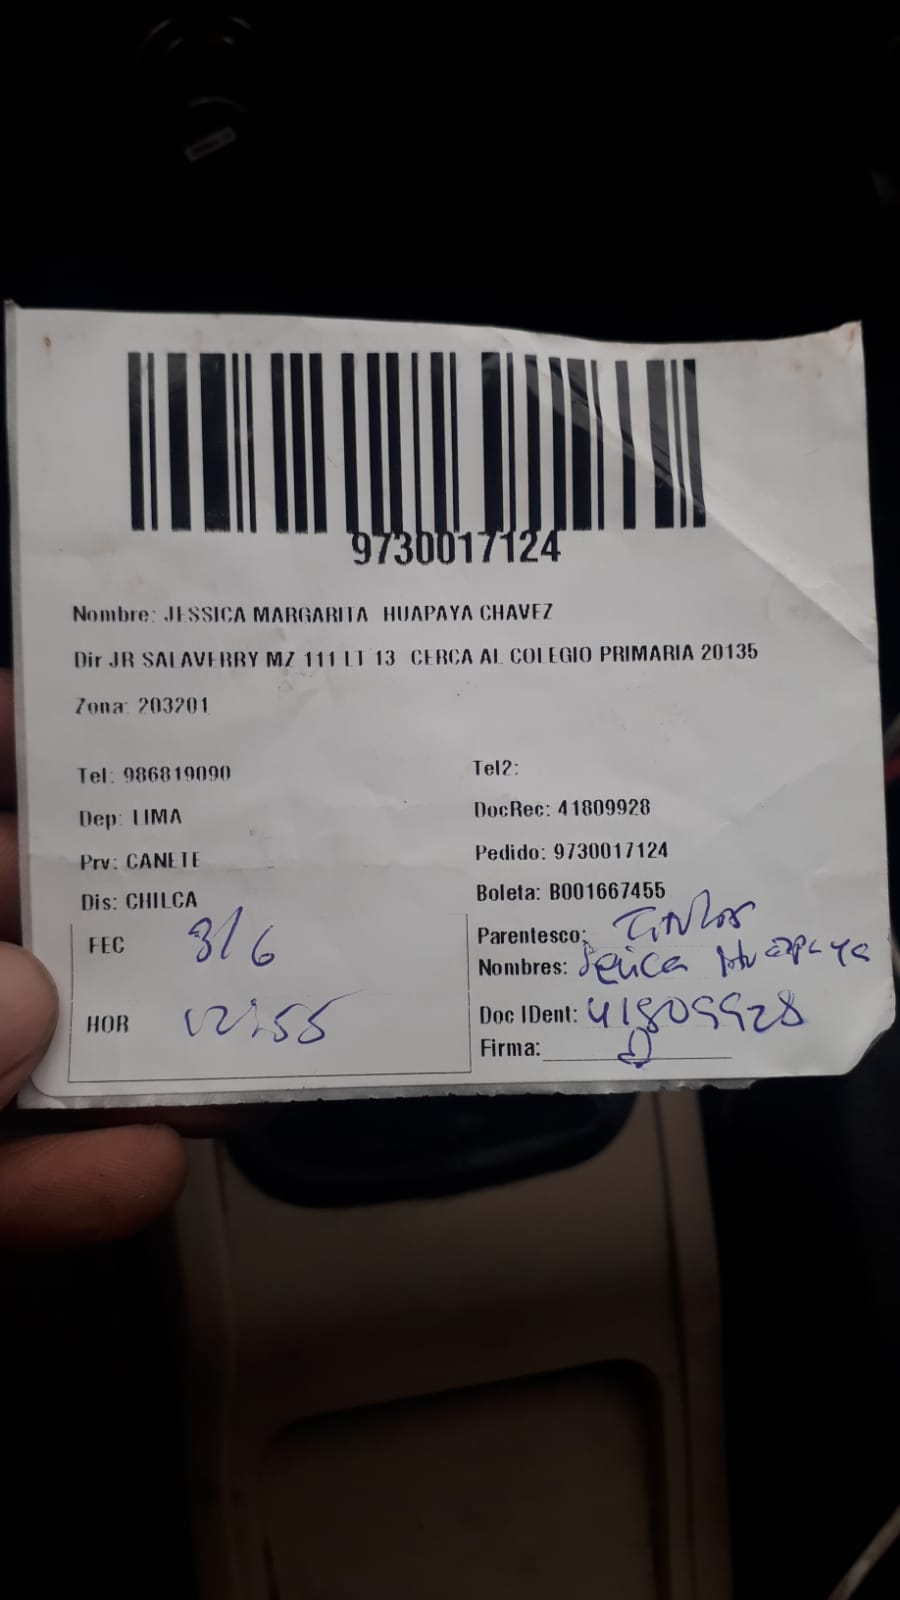 9730017124
Nombre: JESSICA MARGARITA HUAPAYA CHAVEZ
Dir JR SALAVERRY MZ 111 LT 13 CERCA AL COLEGIO PRIMARIA 20135
Zona: 203201
Tel: 986819090 Tel2:
Dep: LIMA DocRec: 41809928
Prv: CANETE Pedido: 9730017124
Dis: CHILCA Boleta: B001667455
FEC 3/6 Parentesco:
Nombres: Huapaya
HOR 12:55 Doc IDent: 41809928
Firma: